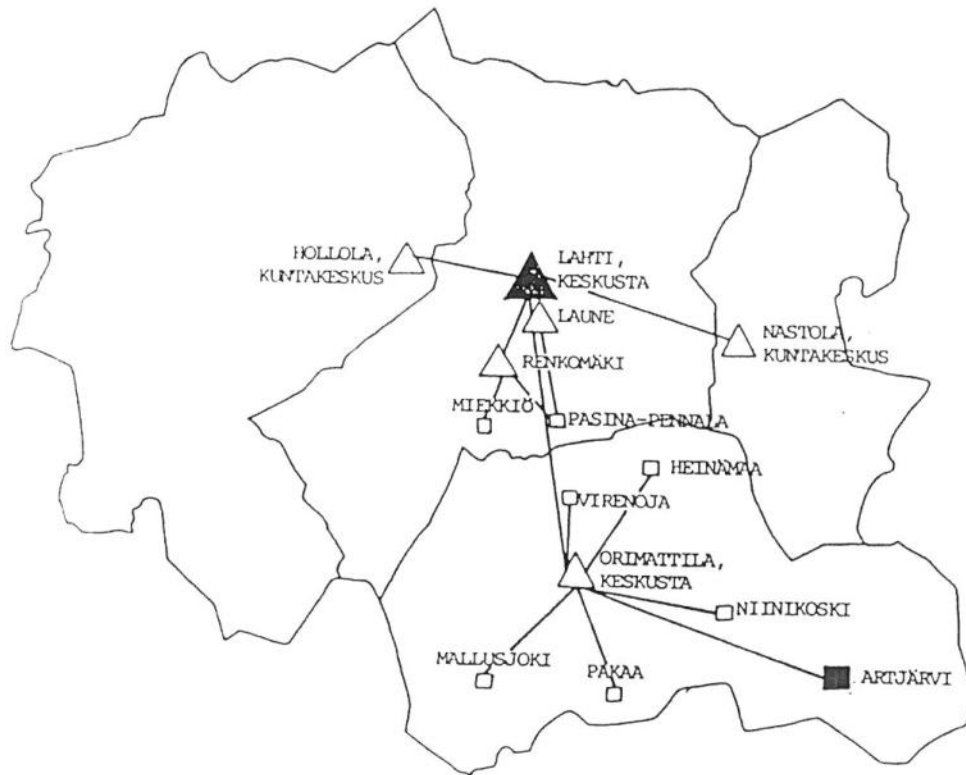 HOLLOLA,
KUNTAKESKUS
LAHTI,
KESKUSTA
LAUNE
NASTOLA,
KUNTAKESKUS
RENKOMÄKI
MIEKKIÖ
PASINA-PENNALA
HEINÄMAA
VIRENOJA
ORIMATTILA,
KESKUSTA
NIINIKOSKI
MALLUSJOKI
PAKAA
ARTJÄRVI